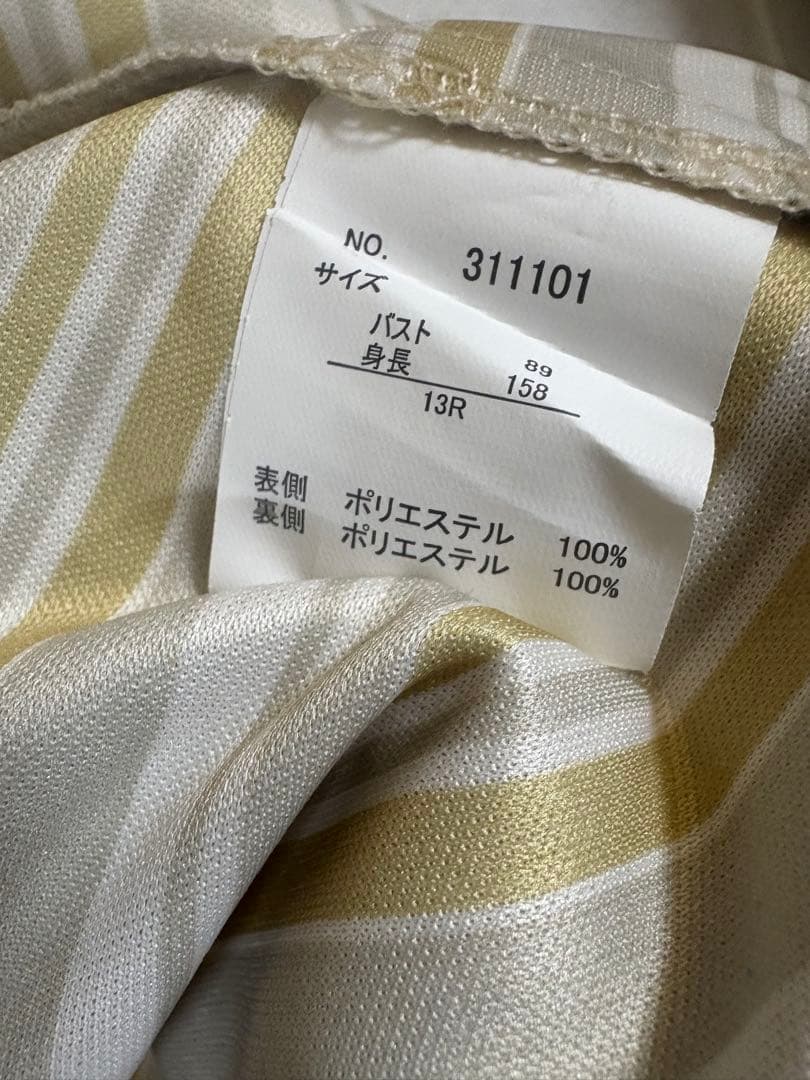 NO. 311101
サイズ
バスト 89
身長 158
13R
表側 ポリエステル 100%
裏側 ポリエステル 100%